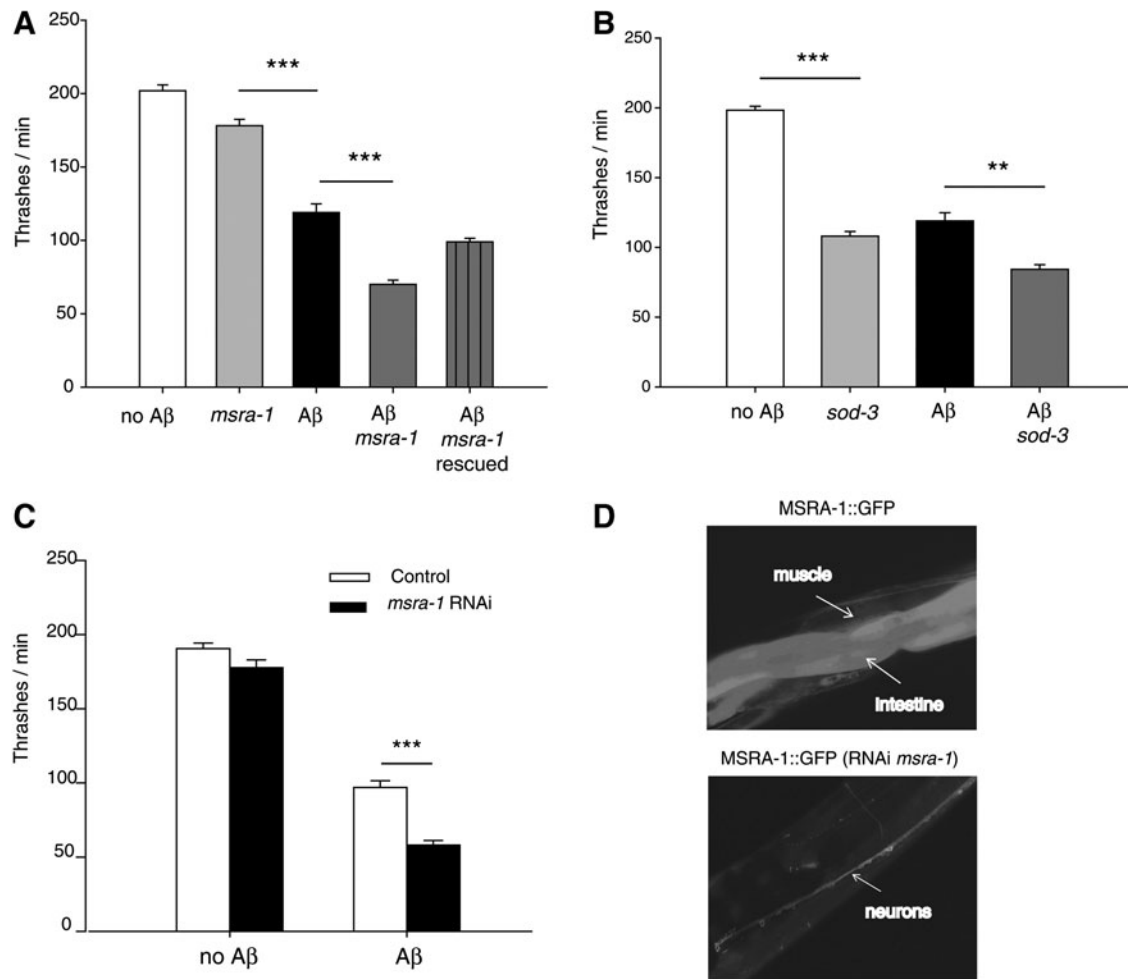 A
250
200
150
100
50
0
Thrashes / min
***
***
no Aβ
msra-1
Aβ
Aβ
msra-1
Aβ
msra-1
rescued
B
250
200
150
100
50
0
Thrashes / min
***
**
no Aβ
sod-3
Aβ
Aβ
sod-3
C
250
200
150
100
50
0
Thrashes / min
Control
msra-1 RNAi
***
no Aβ
Aβ
D
MSRA-1::GFP
muscle
intestine
MSRA-1::GFP (RNAi msra-1)
neurons